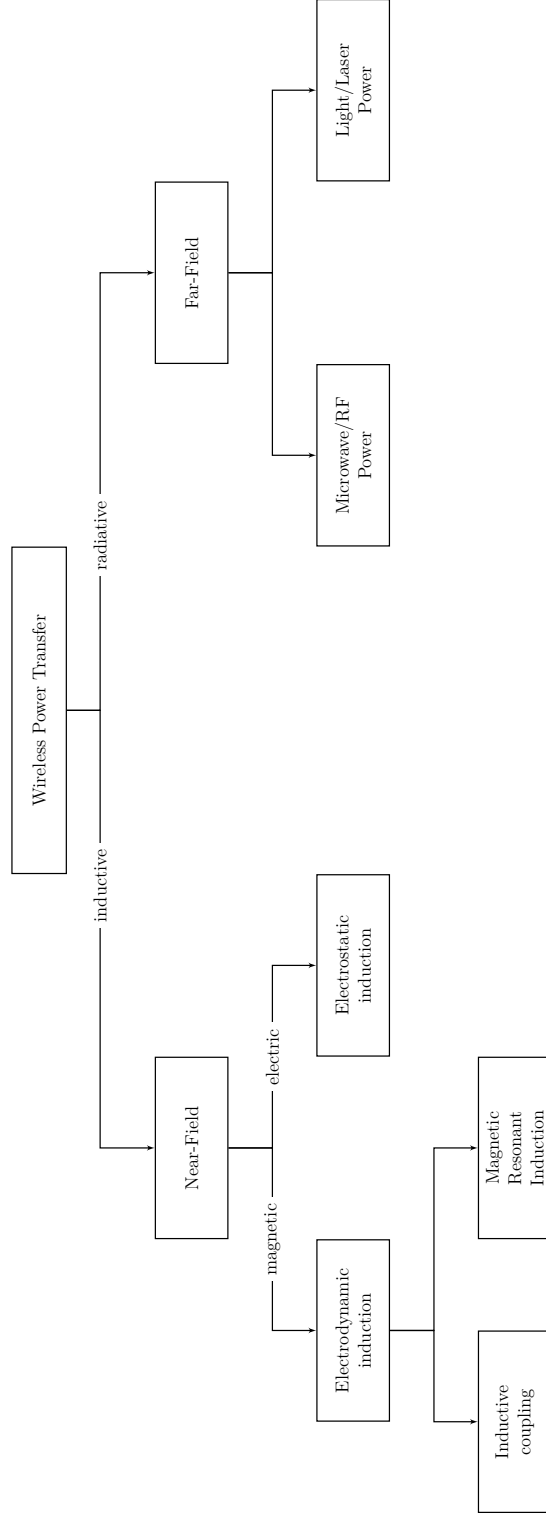 Wireless Power Transfer
inductive
radiative
Near-Field
Far-Field
magnetic
electric
Electrodynamic
induction
Electrostatic
induction
Microwave/RF
Power
Light/Laser
Power
Inductive
coupling
Magnetic
Resonant
Induction